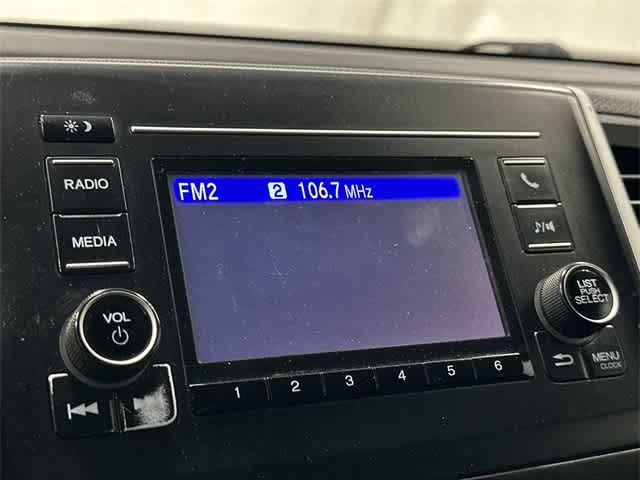 FM2 2 106.7 MHz
RADIO
MEDIA
VOL
LIST
PUSH
SELECT
MENU
CLOCK
1 2 3 4 5 6